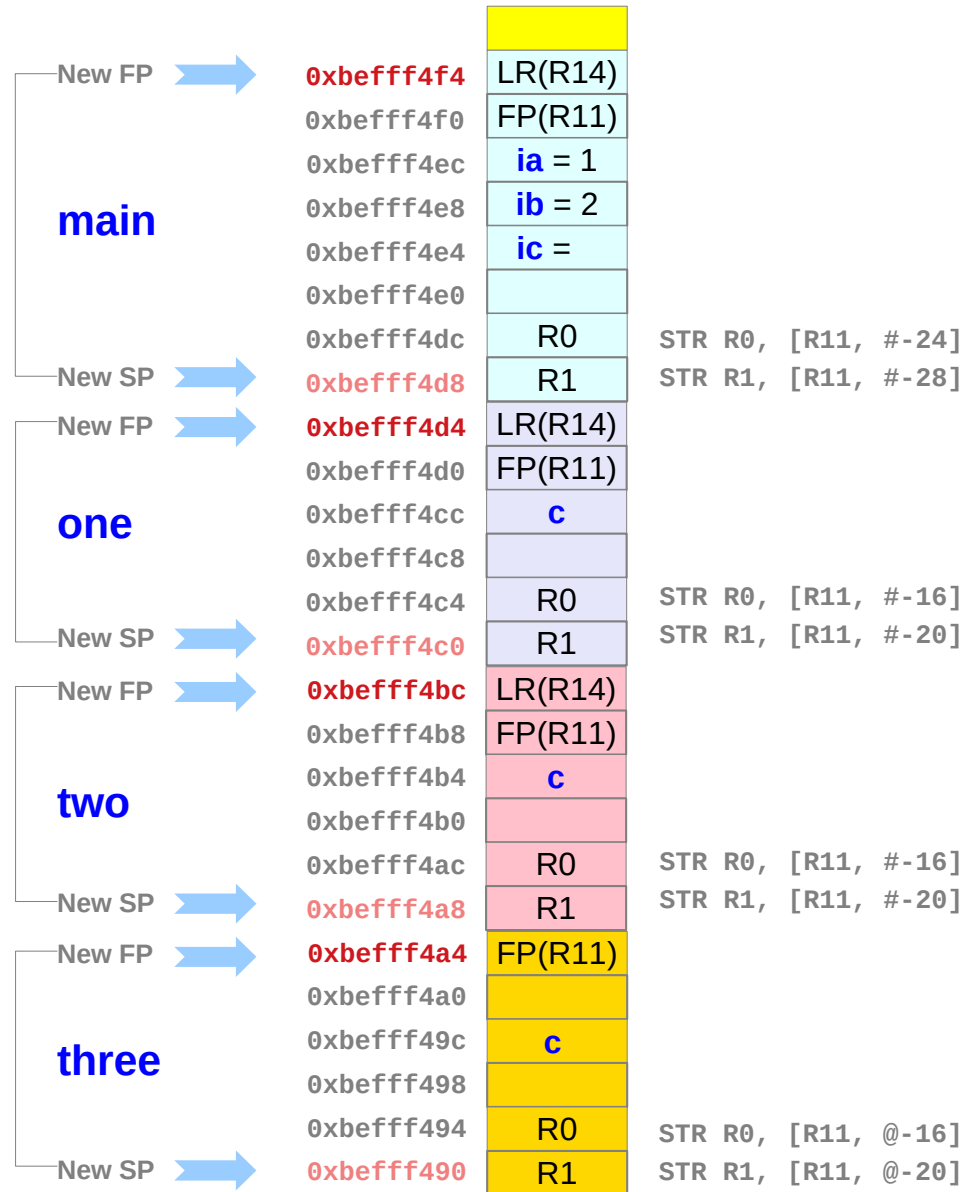 New FP 0xbefff4f4 LR(R14)
0xbefff4f0 FP(R11)
0xbefff4ec ia = 1
main 0xbefff4e8 ib = 2
0xbefff4e4 ic =
0xbefff4e0
0xbefff4dc R0 STR R0, [R11, #-24]
New SP 0xbefff4d8 R1 STR R1, [R11, #-28]
New FP 0xbefff4d4 LR(R14)
0xbefff4d0 FP(R11)
one 0xbefff4cc c
0xbefff4c8
0xbefff4c4 R0 STR R0, [R11, #-16]
New SP 0xbefff4c0 R1 STR R1, [R11, #-20]
New FP 0xbefff4bc LR(R14)
0xbefff4b8 FP(R11)
0xbefff4b4 c
two 0xbefff4b0
0xbefff4ac R0 STR R0, [R11, #-16]
New SP 0xbefff4a8 R1 STR R1, [R11, #-20]
New FP 0xbefff4a4 FP(R11)
0xbefff4a0
0xbefff49c c
three 0xbefff498
0xbefff494 R0 STR R0, [R11, @-16]
New SP 0xbefff490 R1 STR R1, [R11, @-20]